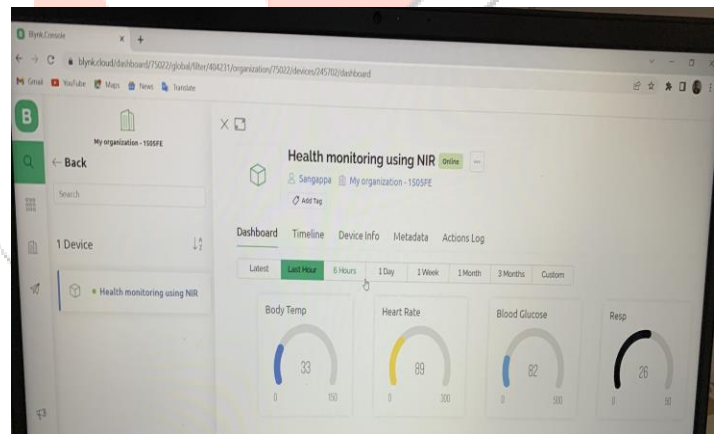 Blynk.Console
blynk.cloud/dashboard/75022/global/filter/404231/organization/75022/devices/245702/dashboard
Gmail YouTube Maps News Translate
B
My organization - 1505FE
Back
Search
1 Device
Health monitoring using NIR
Health monitoring using NIR Online ...
Sangappa My organization - 1505FE
Add Tag
Dashboard Timeline Device Info Metadata Actions Log
Latest Last Hour 6 Hours 1 Day 1 Week 1 Month 3 Months Custom
Body Temp Heart Rate Blood Glucose Resp
33 89 82 26
0 150 0 300 0 500 0 50